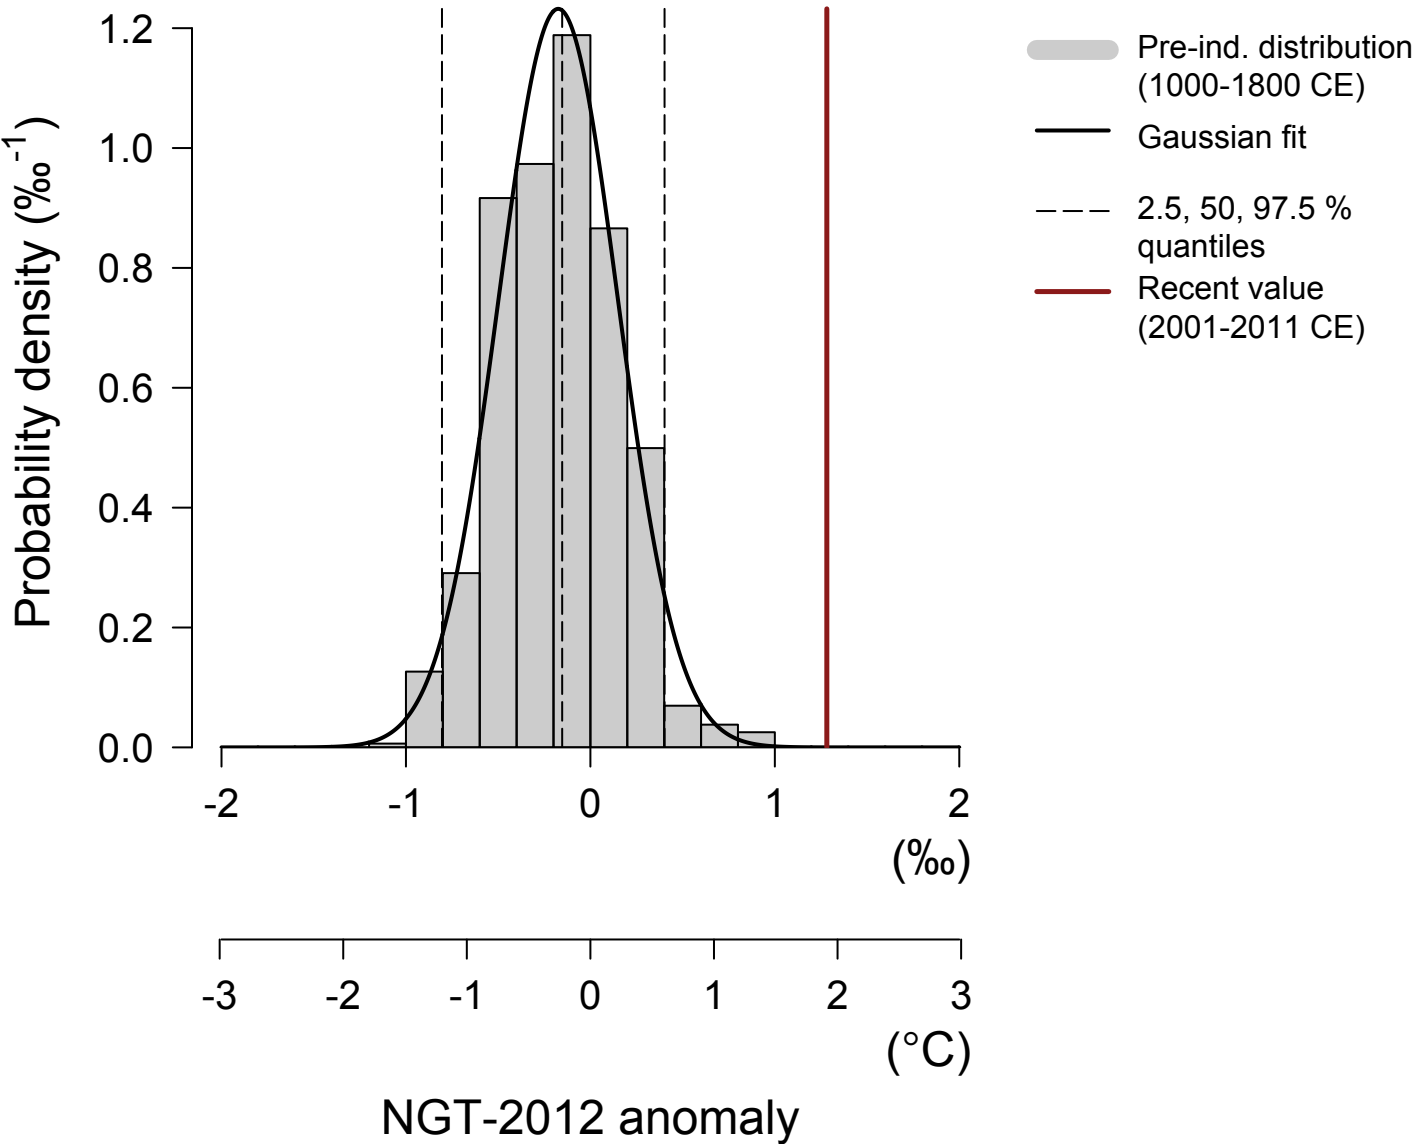 Probability density (‰⁻¹)
1.2
1.0
0.8
0.6
0.4
0.2
0.0
-2 -1 0 1 2
(‰)
-3 -2 -1 0 1 2 3
(°C)
NGT-2012 anomaly
Pre-ind. distribution
(1000-1800 CE)
Gaussian fit
2.5, 50, 97.5 %
quantiles
Recent value
(2001-2011 CE)